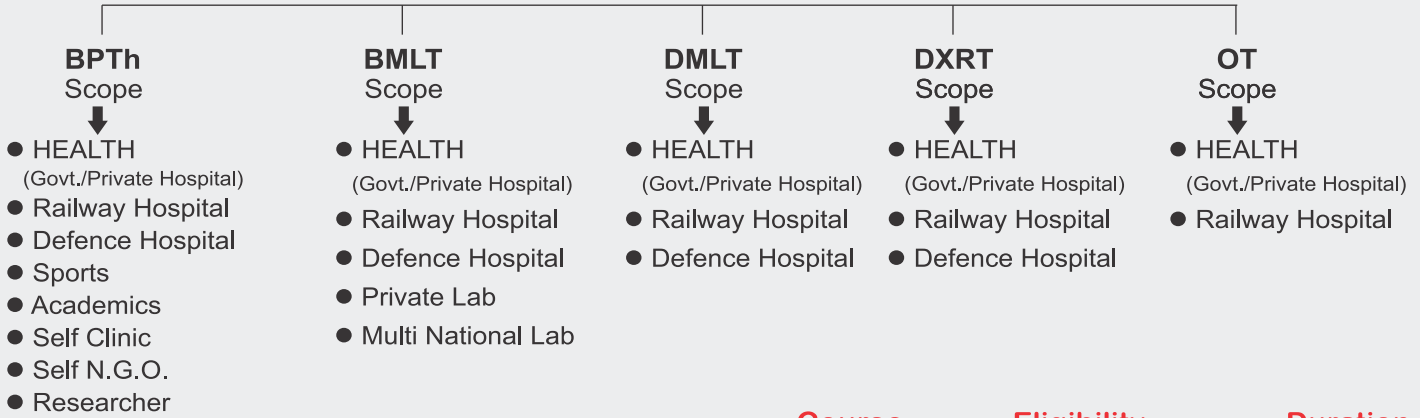 BPTh
Scope
● HEALTH
(Govt./Private Hospital)
● Railway Hospital
● Defence Hospital
● Sports
● Academics
● Self Clinic
● Self N.G.O.
● Researcher
BMLT
Scope
● HEALTH
(Govt./Private Hospital)
● Railway Hospital
● Defence Hospital
● Private Lab
● Multi National Lab
DMLT
Scope
● HEALTH
(Govt./Private Hospital)
● Railway Hospital
● Defence Hospital
DXRT
Scope
● HEALTH
(Govt./Private Hospital)
● Railway Hospital
● Defence Hospital
OT
Scope
● HEALTH
(Govt./Private Hospital)
● Railway Hospital
Course Eligibility Duration